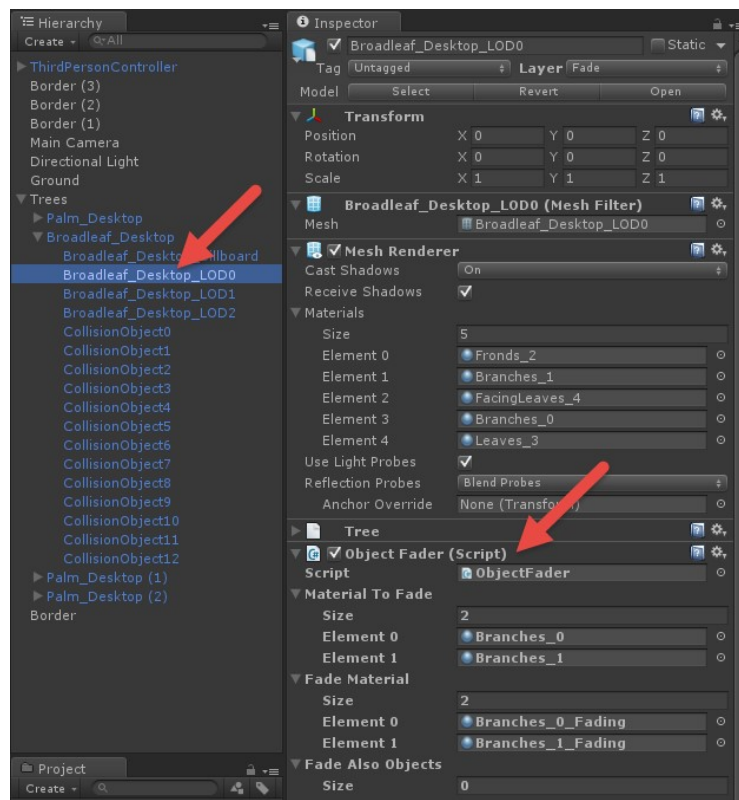 Hierarchy
Create
All
ThirdPersonController
Border (3)
Border (2)
Border (1)
Main Camera
Directional Light
Ground
Trees
Palm_Desktop
Broadleaf_Desktop
Broadleaf_Desktop_Billboard
Broadleaf_Desktop_LOD0
Broadleaf_Desktop_LOD1
Broadleaf_Desktop_LOD2
CollisionObject0
CollisionObject1
CollisionObject2
CollisionObject3
CollisionObject4
CollisionObject5
CollisionObject6
CollisionObject7
CollisionObject8
CollisionObject9
CollisionObject10
CollisionObject11
CollisionObject12
Palm_Desktop (1)
Palm_Desktop (2)
Border
Project
Create
Inspector
Broadleaf_Desktop_LOD0 Static
Tag Untagged Layer Fade
Model Select Revert Open
Transform
Position X 0 Y 0 Z 0
Rotation X 0 Y 0 Z 0
Scale X 1 Y 1 Z 1
Broadleaf_Desktop_LOD0 (Mesh Filter)
Mesh Broadleaf_Desktop_LOD0
Mesh Renderer
Cast Shadows On
Receive Shadows
Materials
Size 5
Element 0 Fronds_2
Element 1 Branches_1
Element 2 FacingLeaves_4
Element 3 Branches_0
Element 4 Leaves_3
Use Light Probes
Reflection Probes Blend Probes
Anchor Override None (Transform)
Tree
Object Fader (Script)
Script ObjectFader
Material To Fade
Size 2
Element 0 Branches_0
Element 1 Branches_1
Fade Material
Size 2
Element 0 Branches_0_Fading
Element 1 Branches_1_Fading
Fade Also Objects
Size 0